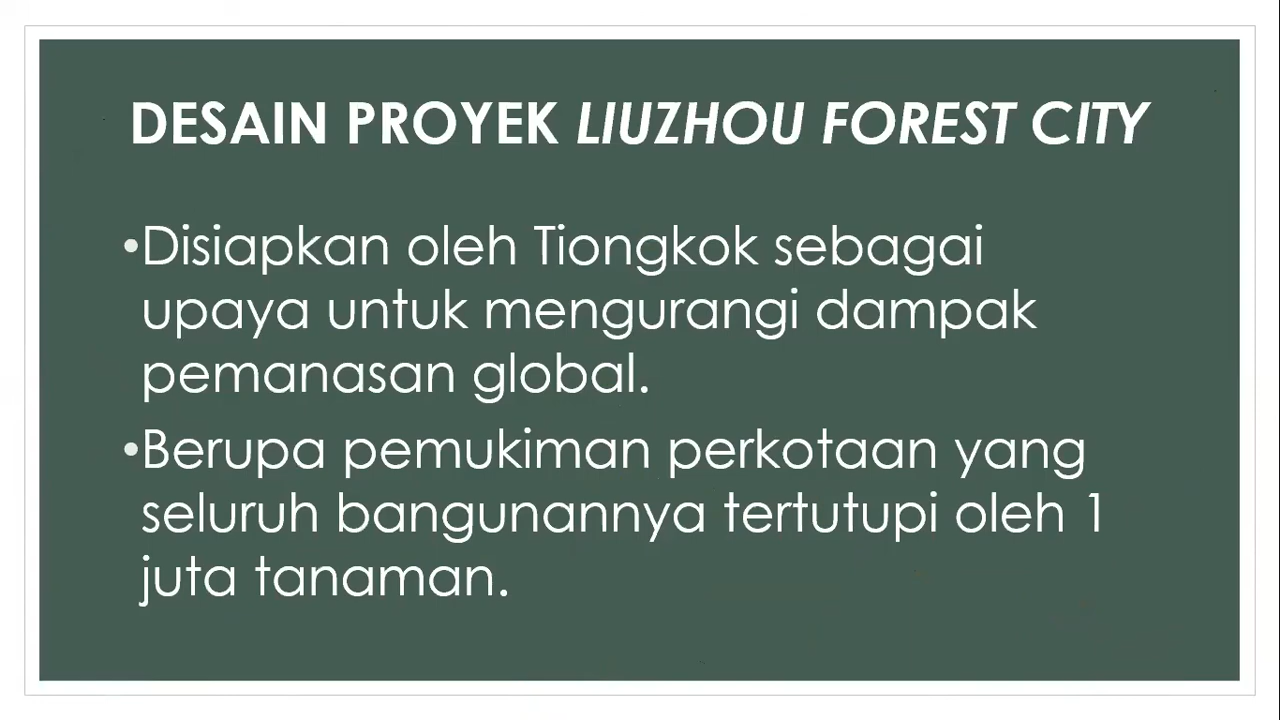 DESAIN PROYEK LIUZHOU FOREST CITY
•Disiapkan oleh Tiongkok sebagai
upaya untuk mengurangi dampak
pemanasan global.
•Berupa pemukiman perkotaan yang
seluruh bangunannya tertutupi oleh 1
juta tanaman.